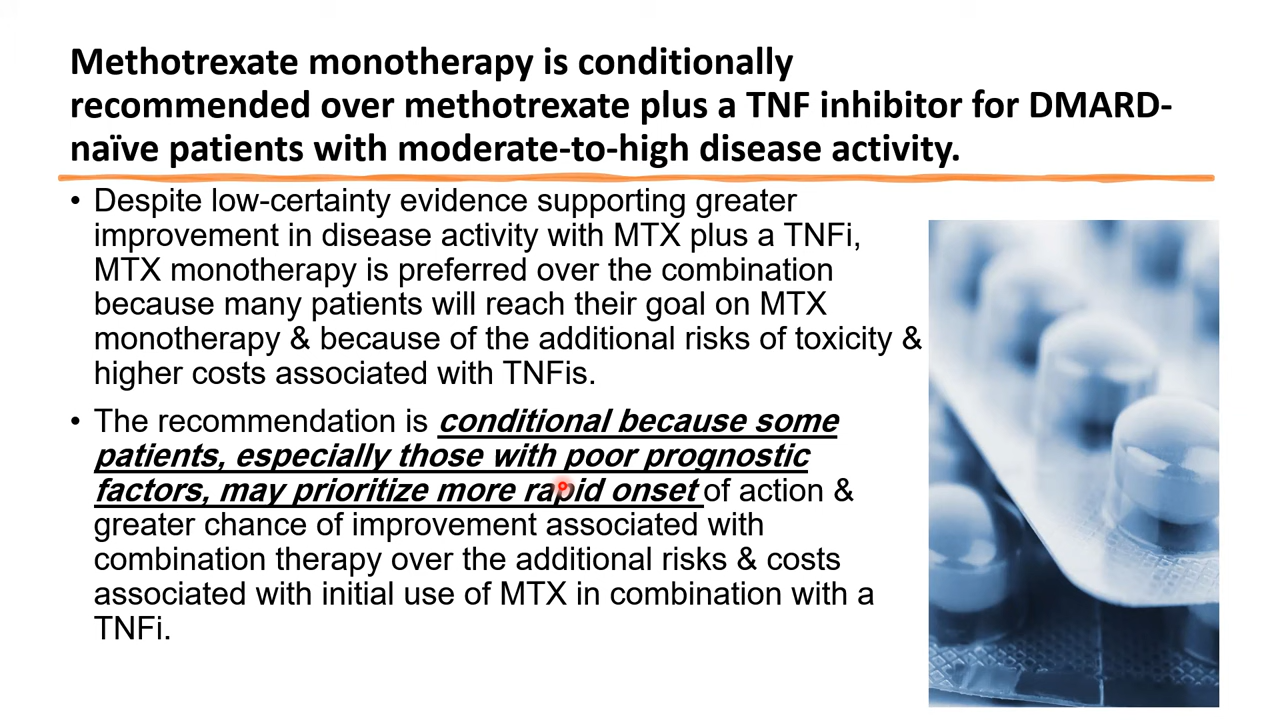 Methotrexate monotherapy is conditionally
recommended over methotrexate plus a TNF inhibitor for DMARD-
naïve patients with moderate-to-high disease activity.
• Despite low-certainty evidence supporting greater
improvement in disease activity with MTX plus a TNFi,
MTX monotherapy is preferred over the combination
because many patients will reach their goal on MTX
monotherapy & because of the additional risks of toxicity &
higher costs associated with TNFis.
• The recommendation is conditional because some
patients, especially those with poor prognostic
factors, may prioritize more rapid onset of action &
greater chance of improvement associated with
combination therapy over the additional risks & costs
associated with initial use of MTX in combination with a
TNFi.